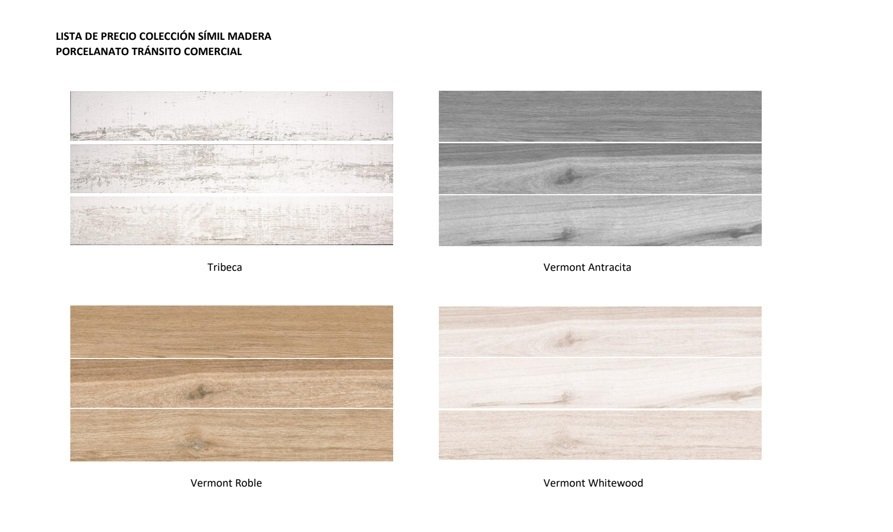 LISTA DE PRECIO COLECCIÓN SÍMIL MADERA
PORCELANATO TRÁNSITO COMERCIAL
Tribeca
Vermont Antracita
Vermont Roble
Vermont Whitewood